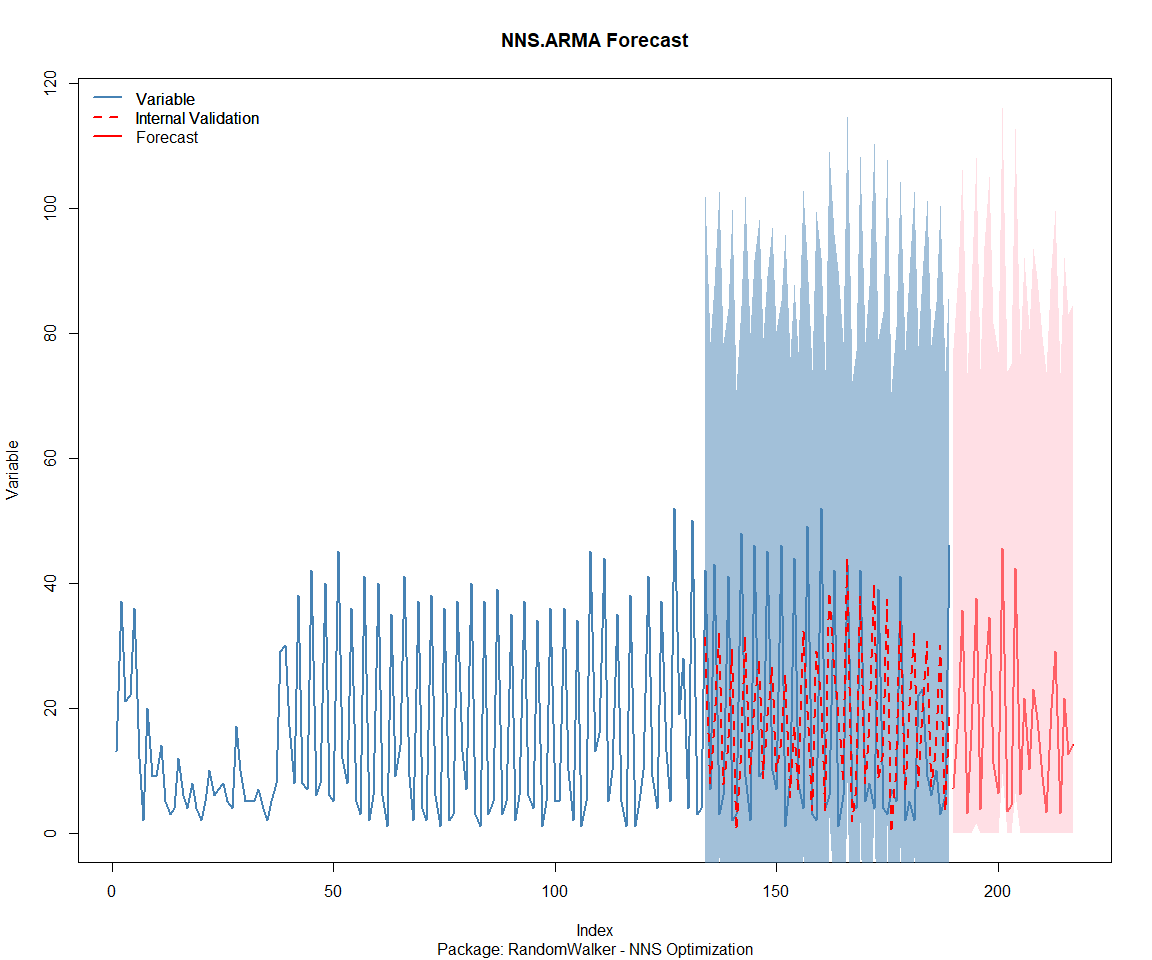 NNS.ARMA Forecast
Variable
Internal Validation
Forecast
120
100
80
60
40
20
0
Variable
0 50 100 150 200
Index
Package: RandomWalker - NNS Optimization